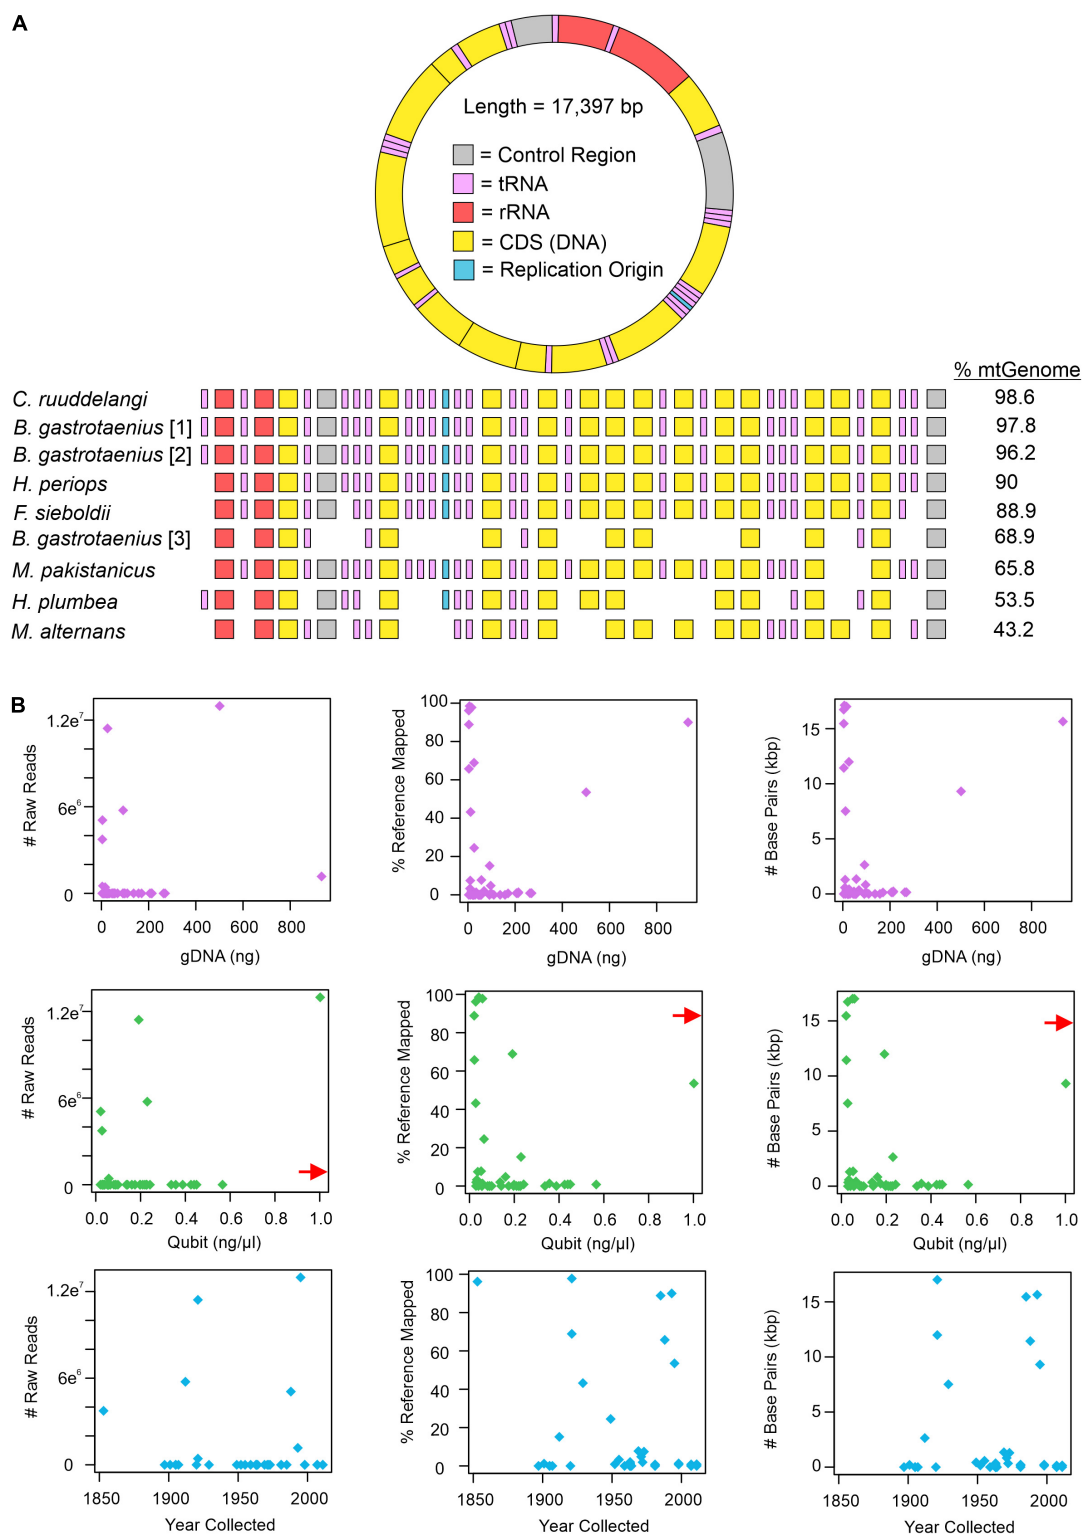 A
Length = 17,397 bp
= Control Region
= tRNA
= rRNA
= CDS (DNA)
= Replication Origin
% mtGenome
C. ruuddelangi 98.6
B. gastrotaenius [1] 97.8
B. gastrotaenius [2] 96.2
H. periops 90
F. sieboldii 88.9
B. gastrotaenius [3] 68.9
M. pakistanicus 65.8
H. plumbea 53.5
M. alternans 43.2
B
# Raw Reads
1.2e7
6e6
0
0 200 400 600 800
gDNA (ng)
% Reference Mapped
100
80
60
40
20
0
0 200 400 600 800
gDNA (ng)
# Base Pairs (kbp)
15
10
5
0
0 200 400 600 800
gDNA (ng)
# Raw Reads
1.2e7
6e6
0
0.0 0.2 0.4 0.6 0.8 1.0
Qubit (ng/µl)
% Reference Mapped
100
80
60
40
20
0
0.0 0.2 0.4 0.6 0.8 1.0
Qubit (ng/µl)
# Base Pairs (kbp)
15
10
5
0
0.0 0.2 0.4 0.6 0.8 1.0
Qubit (ng/µl)
# Raw Reads
1.2e7
6e6
0
1850 1900 1950 2000
Year Collected
% Reference Mapped
100
80
60
40
20
0
1850 1900 1950 2000
Year Collected
# Base Pairs (kbp)
15
10
5
0
1850 1900 1950 2000
Year Collected